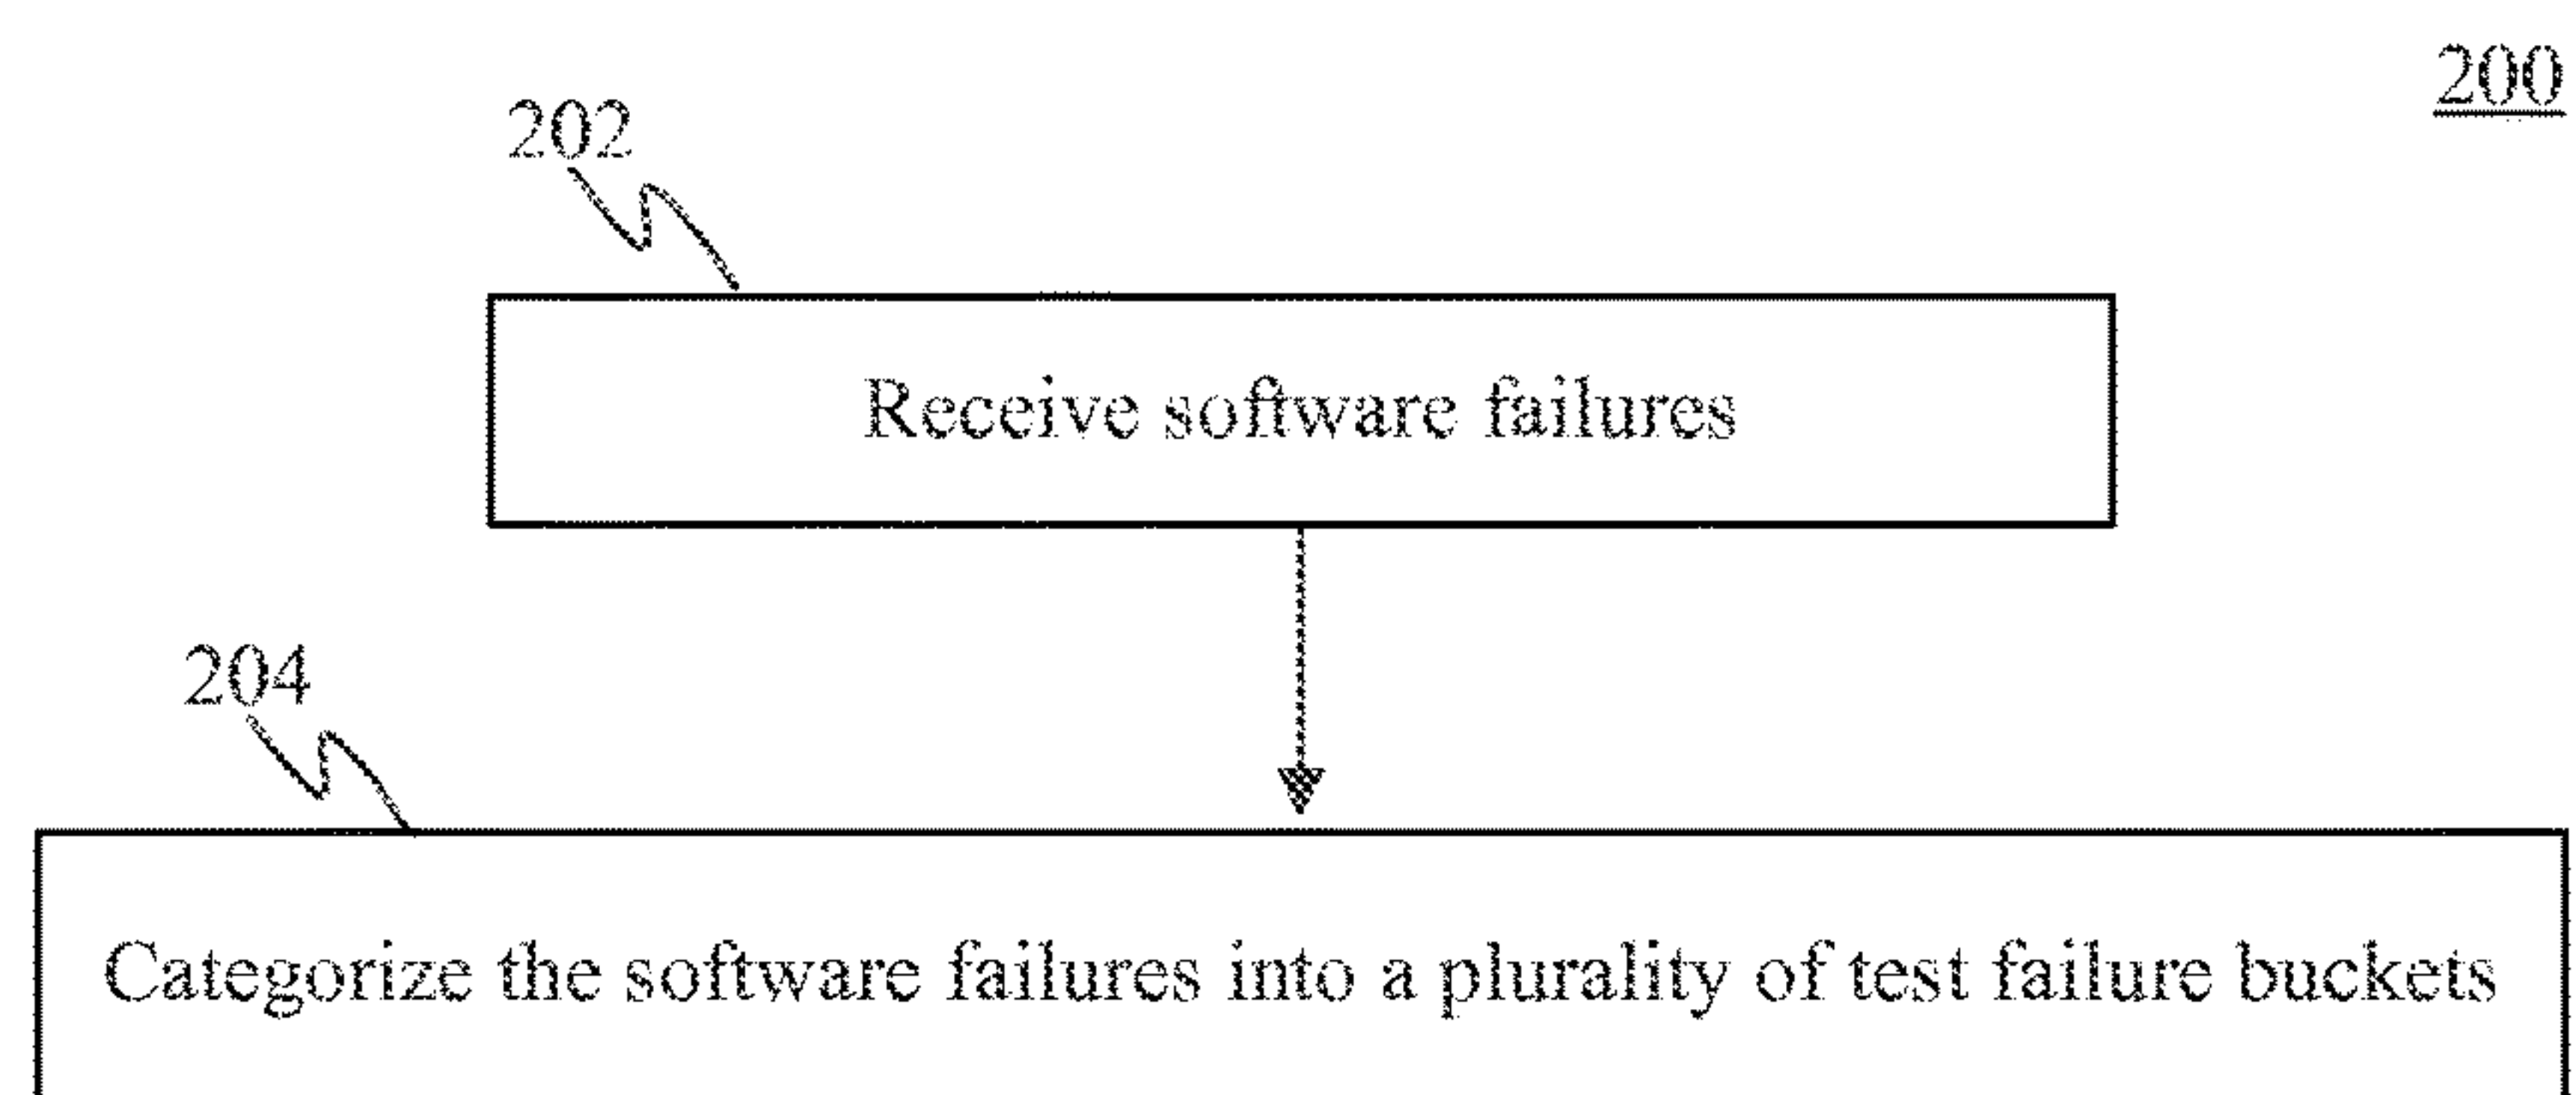 200
202
Receive software failures
204
Categorize the software failures into a plurality of test failure buckets